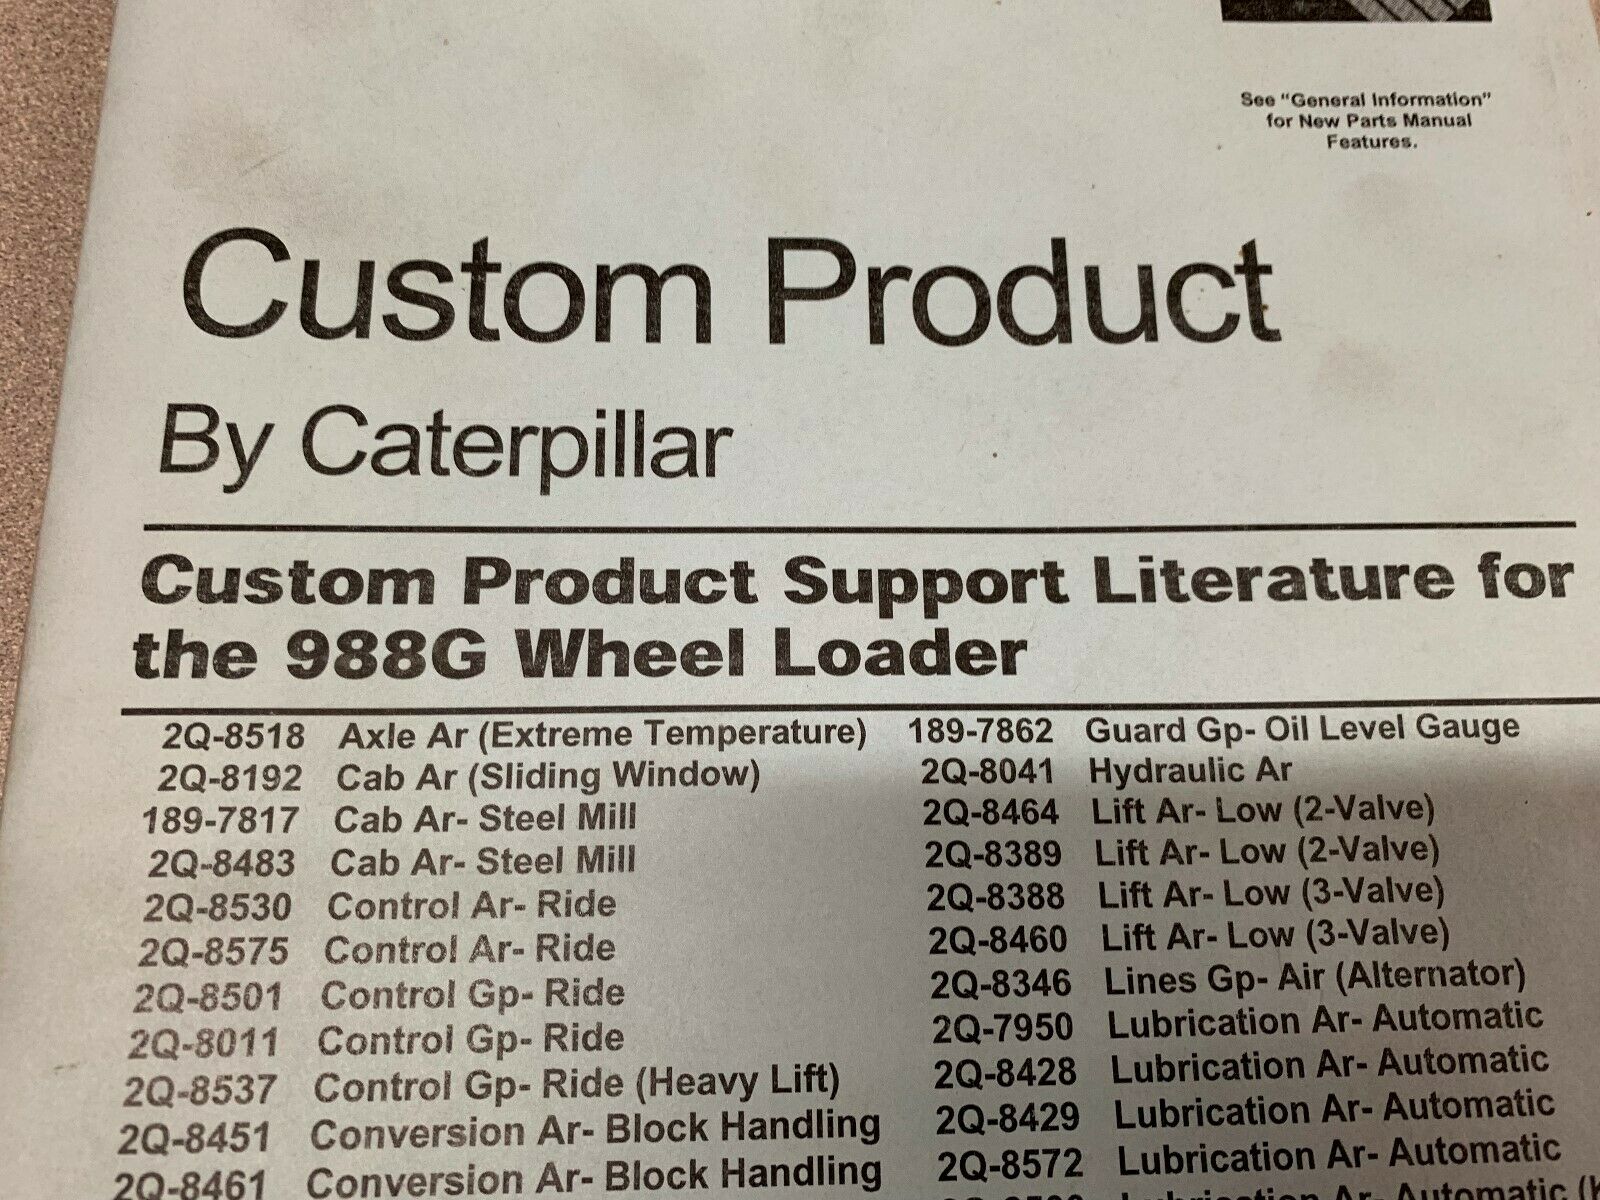 See "General Information"
for New Parts Manual
Features.
Custom Product
By Caterpillar
Custom Product Support Literature for
the 988G Wheel Loader
2Q-8518 Axle Ar (Extreme Temperature)
2Q-8192 Cab Ar (Sliding Window)
189-7817 Cab Ar- Steel Mill
2Q-8483 Cab Ar- Steel Mill
2Q-8530 Control Ar- Ride
2Q-8575 Control Ar- Ride
2Q-8501 Control Gp- Ride
2Q-8011 Control Gp- Ride
2Q-8537 Control Gp- Ride (Heavy Lift)
2Q-8451 Conversion Ar- Block Handling
2Q-8461 Conversion Ar- Block Handling
189-7862 Guard Gp- Oil Level Gauge
2Q-8041 Hydraulic Ar
2Q-8464 Lift Ar- Low (2-Valve)
2Q-8389 Lift Ar- Low (2-Valve)
2Q-8388 Lift Ar- Low (3-Valve)
2Q-8460 Lift Ar- Low (3-Valve)
2Q-8346 Lines Gp- Air (Alternator)
2Q-7950 Lubrication Ar- Automatic
2Q-8428 Lubrication Ar- Automatic
2Q-8429 Lubrication Ar- Automatic
2Q-8572 Lubrication Ar- Automatic
Lubrication Ar- Automatic